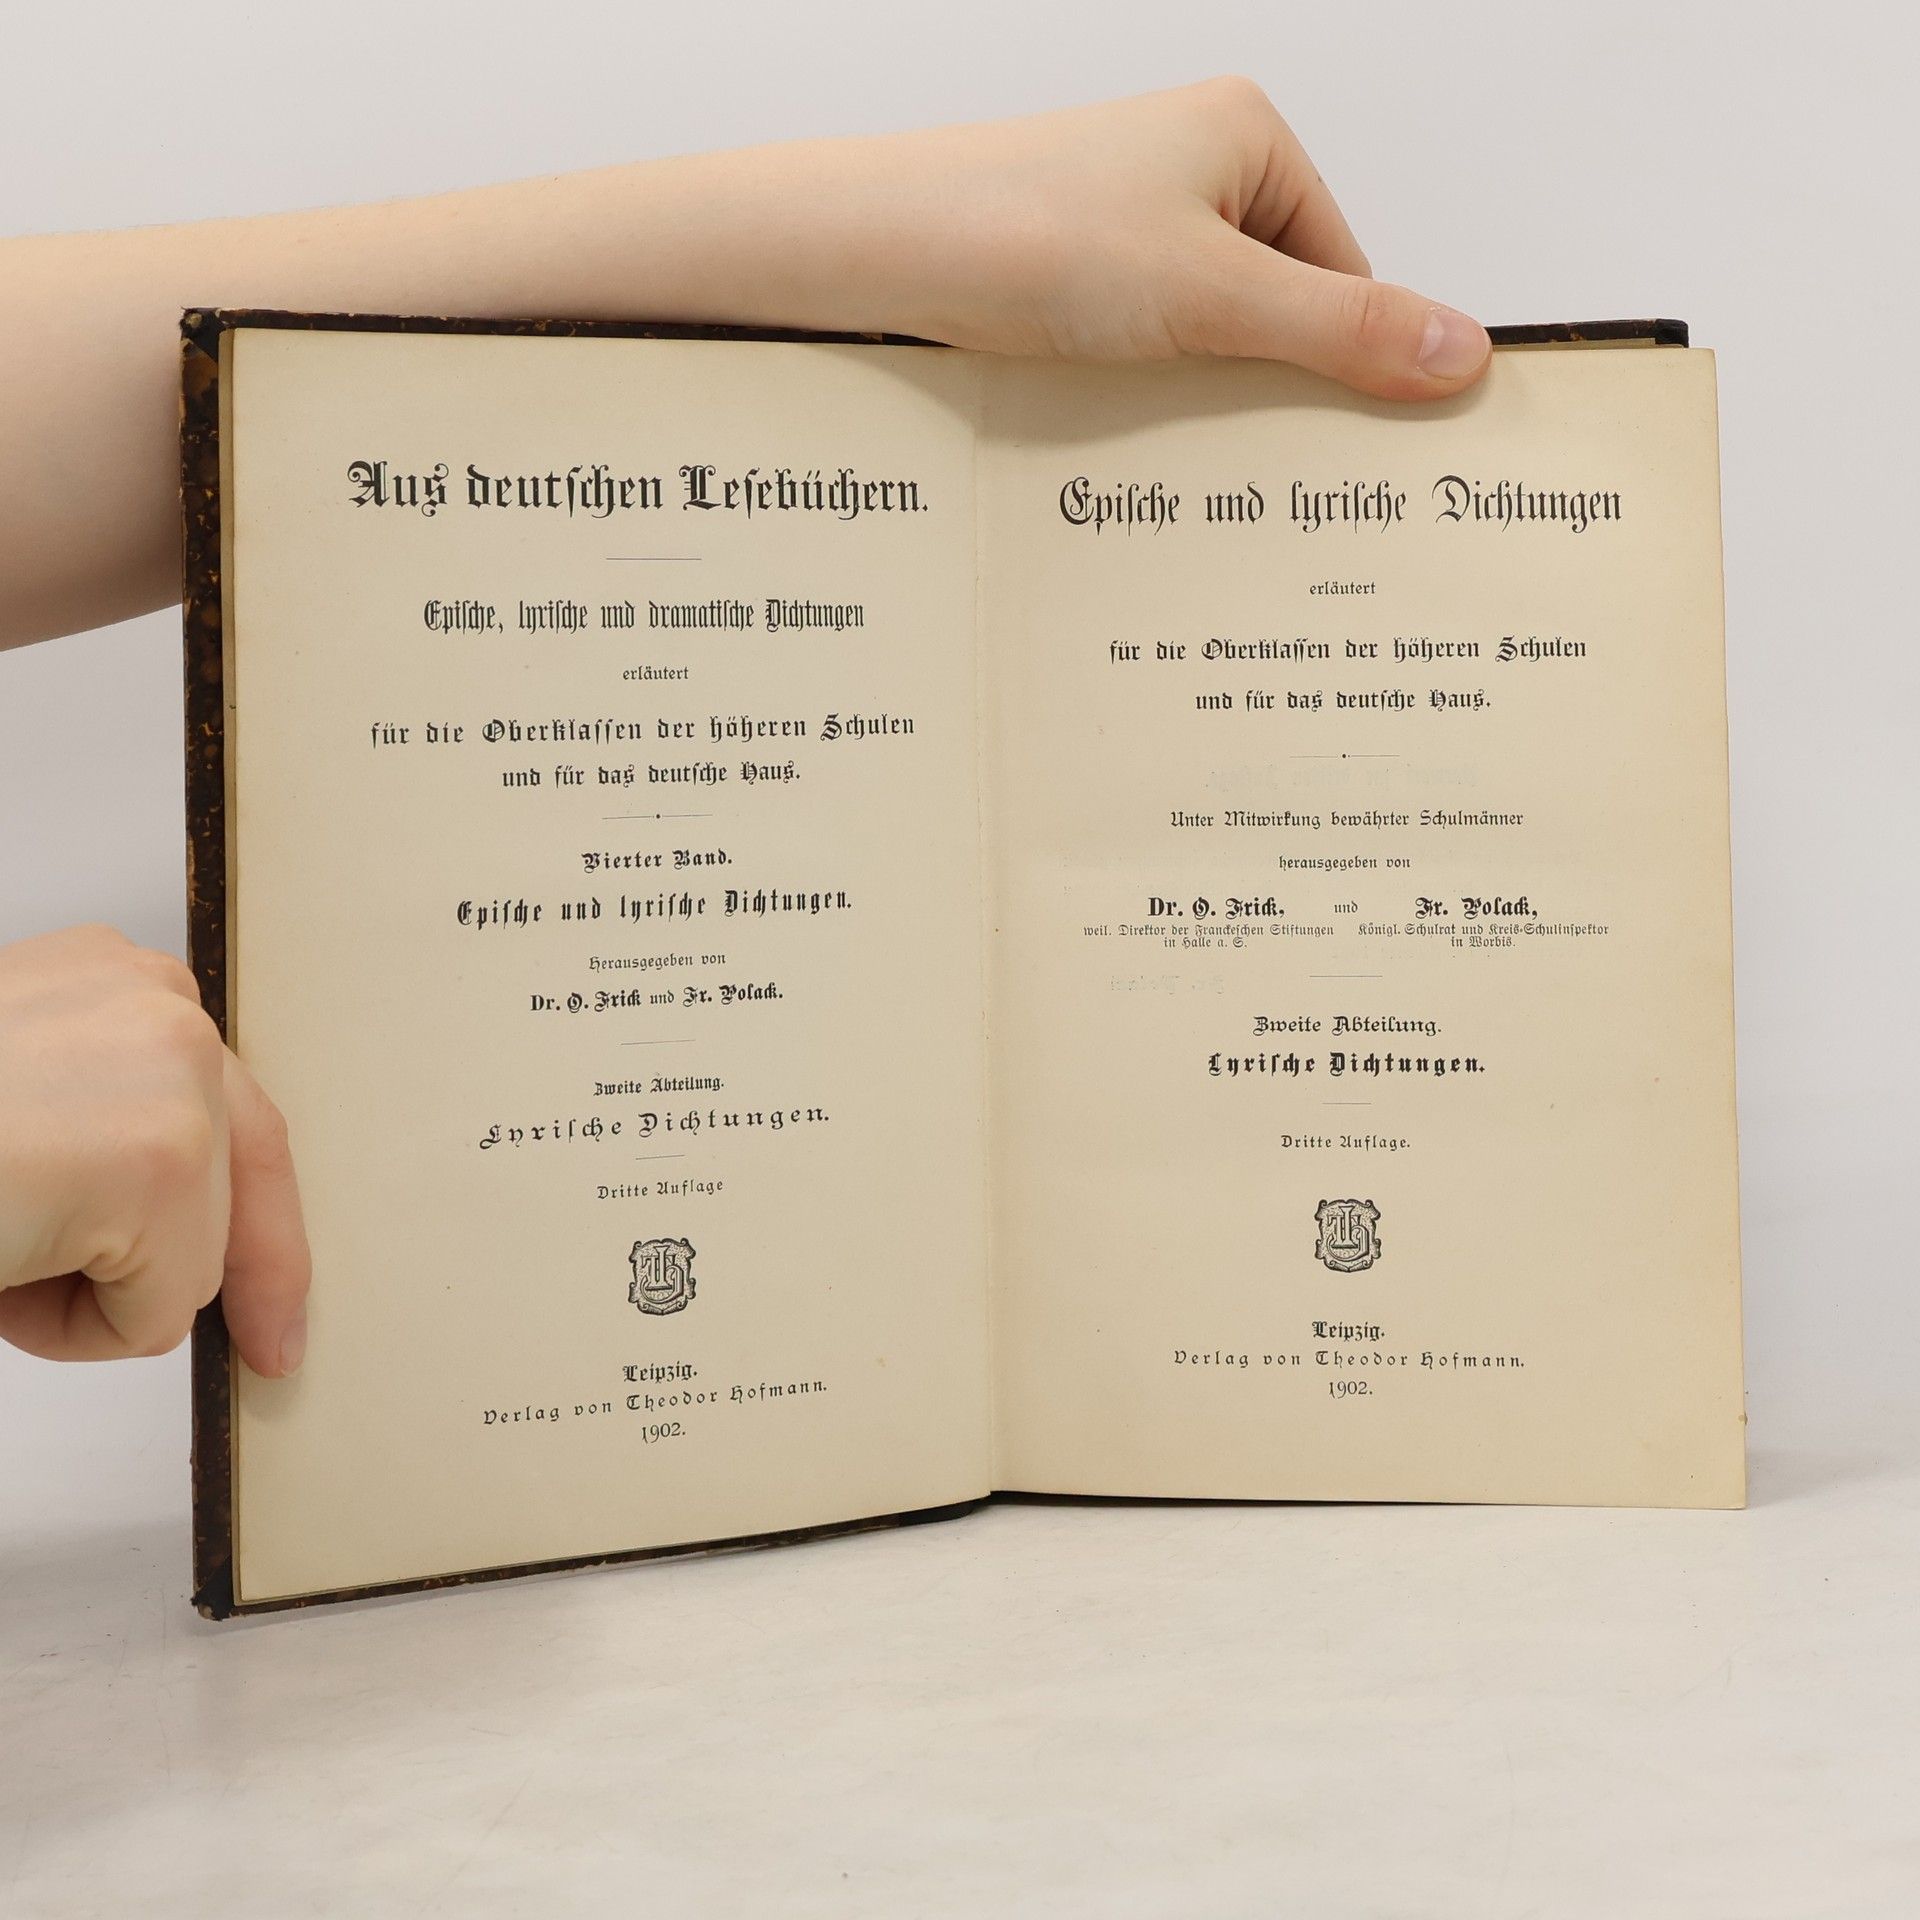 Aus deutſchen Leſebüchern.
Epiſche, lyriſche und dramatiſche Dichtungen
erläutert
für die Oberklaſſen der höheren Schulen
und für das deutſche Haus.
Vierter Band.
Epiſche und lyriſche Dichtungen.
Herausgegeben von
Dr. O. Frick und Fr. Polack.
Zweite Abteilung.
Lyriſche Dichtungen.
Dritte Auflage
TH
Leipzig.
Verlag von Theodor Hofmann.
1902.
Epiſche und lyriſche Dichtungen
erläutert
für die Oberklaſſen der höheren Schulen
und für das deutſche Haus.
Unter Mitwirkung bewährter Schulmänner
herausgegeben von
Dr. O. Frick, und Fr. Polack,
weil. Direktor der Franckeſchen Stiftungen Königl. Schulrat und Kreis-Schulinſpektor
in Halle a. S. in Worbis.
Zweite Abteilung.
Lyriſche Dichtungen.
Dritte Auflage.
TH
Leipzig.
Verlag von Theodor Hofmann.
1902.